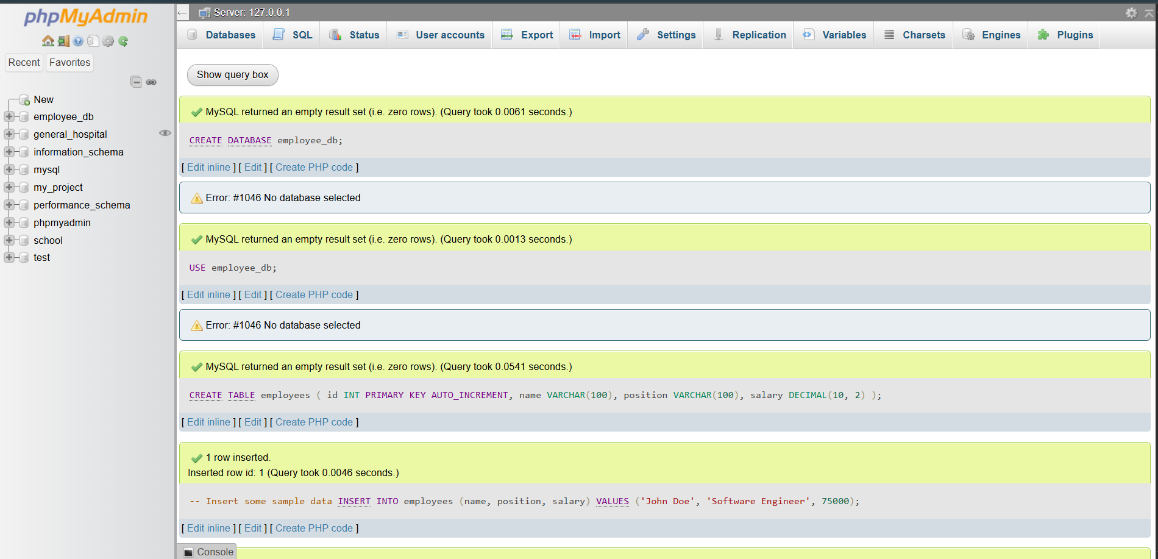 phpMyAdmin
Recent Favorites
New
employee_db
general_hospital
information_schema
mysql
my_project
performance_schema
phpmyadmin
school
test
Server: 127.0.0.1
Databases SQL Status User accounts Export Import Settings Replication Variables Charsets Engines Plugins
Show query box
MySQL returned an empty result set (i.e. zero rows). (Query took 0.0061 seconds.)
CREATE DATABASE employee_db;
[ Edit inline ] [ Edit ] [ Create PHP code ]
Error: #1046 No database selected
MySQL returned an empty result set (i.e. zero rows). (Query took 0.0013 seconds.)
USE employee_db;
[ Edit inline ] [ Edit ] [ Create PHP code ]
Error: #1046 No database selected
MySQL returned an empty result set (i.e. zero rows). (Query took 0.0541 seconds.)
CREATE TABLE employees ( id INT PRIMARY KEY AUTO_INCREMENT, name VARCHAR(100), position VARCHAR(100), salary DECIMAL(10, 2) );
[ Edit inline ] [ Edit ] [ Create PHP code ]
1 row inserted.
Inserted row id: 1 (Query took 0.0046 seconds.)
-- Insert some sample data INSERT INTO employees (name, position, salary) VALUES ('John Doe', 'Software Engineer', 75000);
[ Edit inline ] [ Edit ] [ Create PHP code ]
Console